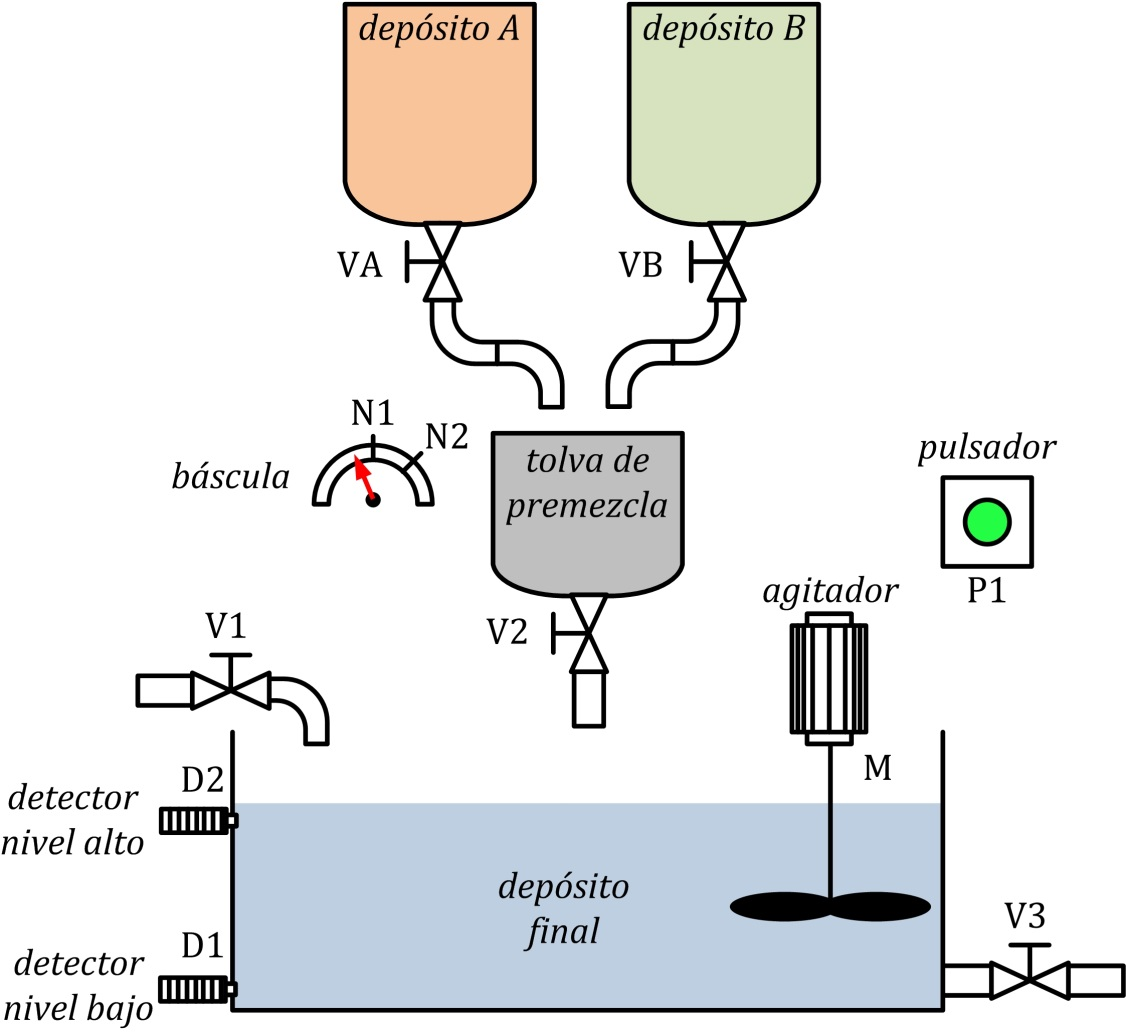 depósito A
depósito B
VA
VB
N1
N2
báscula
tolva de
premezcla
pulsador
P1
agitador
V1
V2
M
D2
detector
nivel alto
depósito
final
D1
detector
nivel bajo
V3